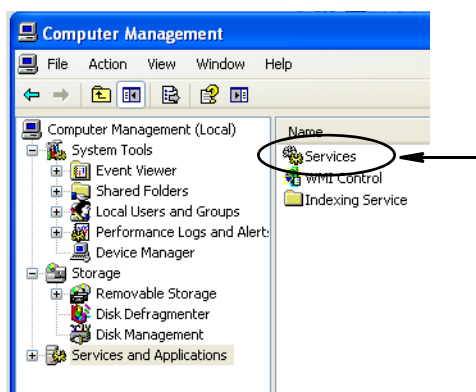 Computer Management
File Action View Window Help
Computer Management (Local)
System Tools
Event Viewer
Shared Folders
Local Users and Groups
Performance Logs and Alert:
Device Manager
Storage
Removable Storage
Disk Defragmenter
Disk Management
Services and Applications
Name
Services
WMI Control
Indexing Service